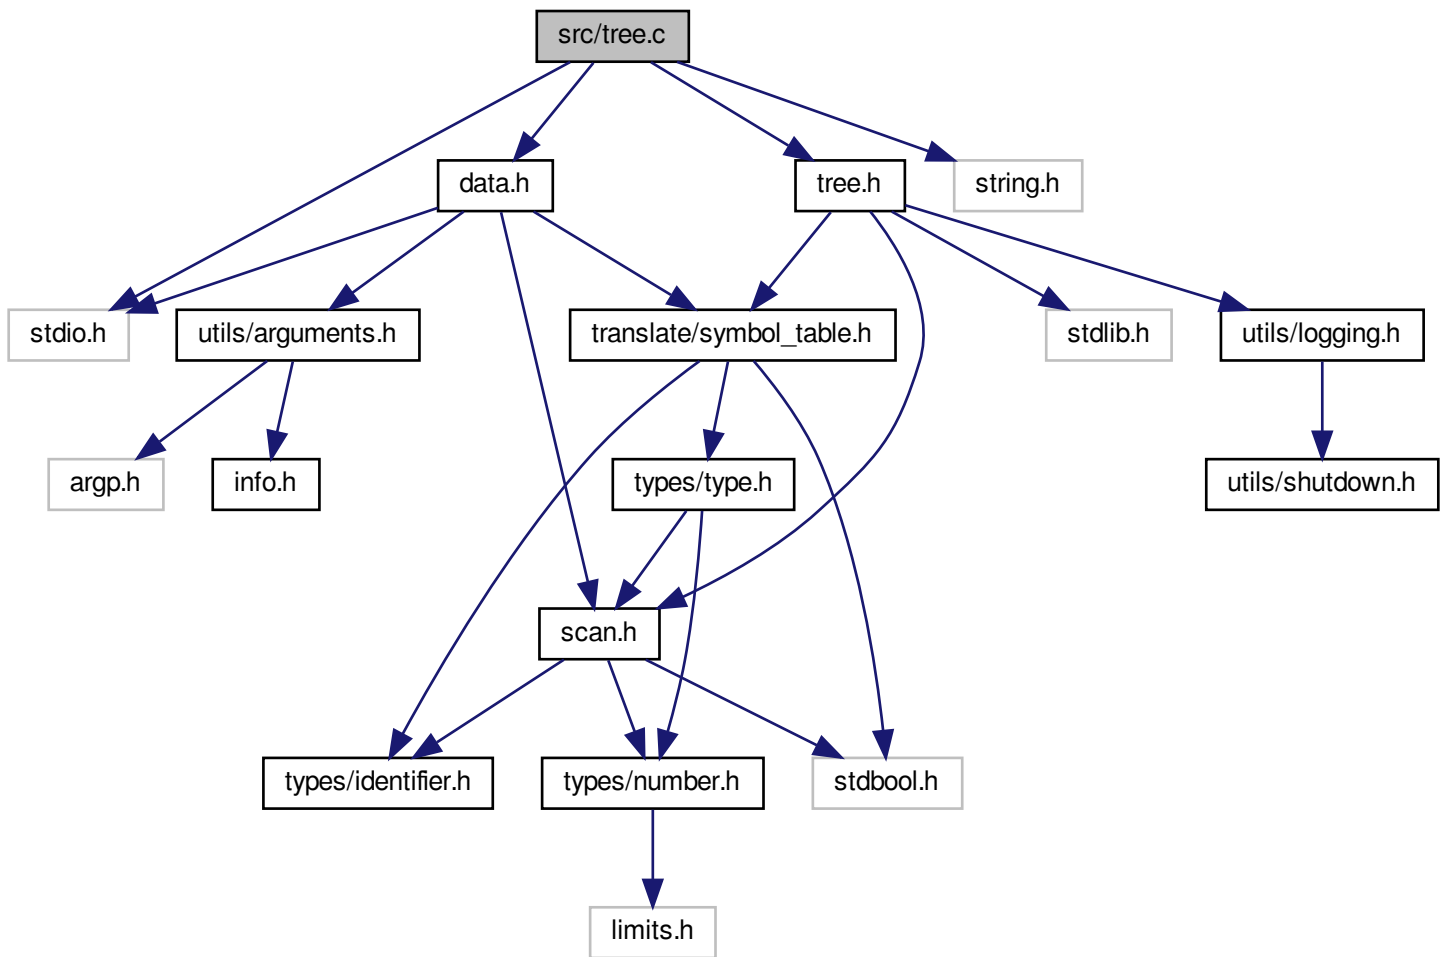 src/tree.c
data.h
tree.h
string.h
stdio.h
utils/arguments.h
translate/symbol_table.h
stdlib.h
utils/logging.h
argp.h
info.h
types/type.h
utils/shutdown.h
scan.h
types/identifier.h
types/number.h
stdbool.h
limits.h